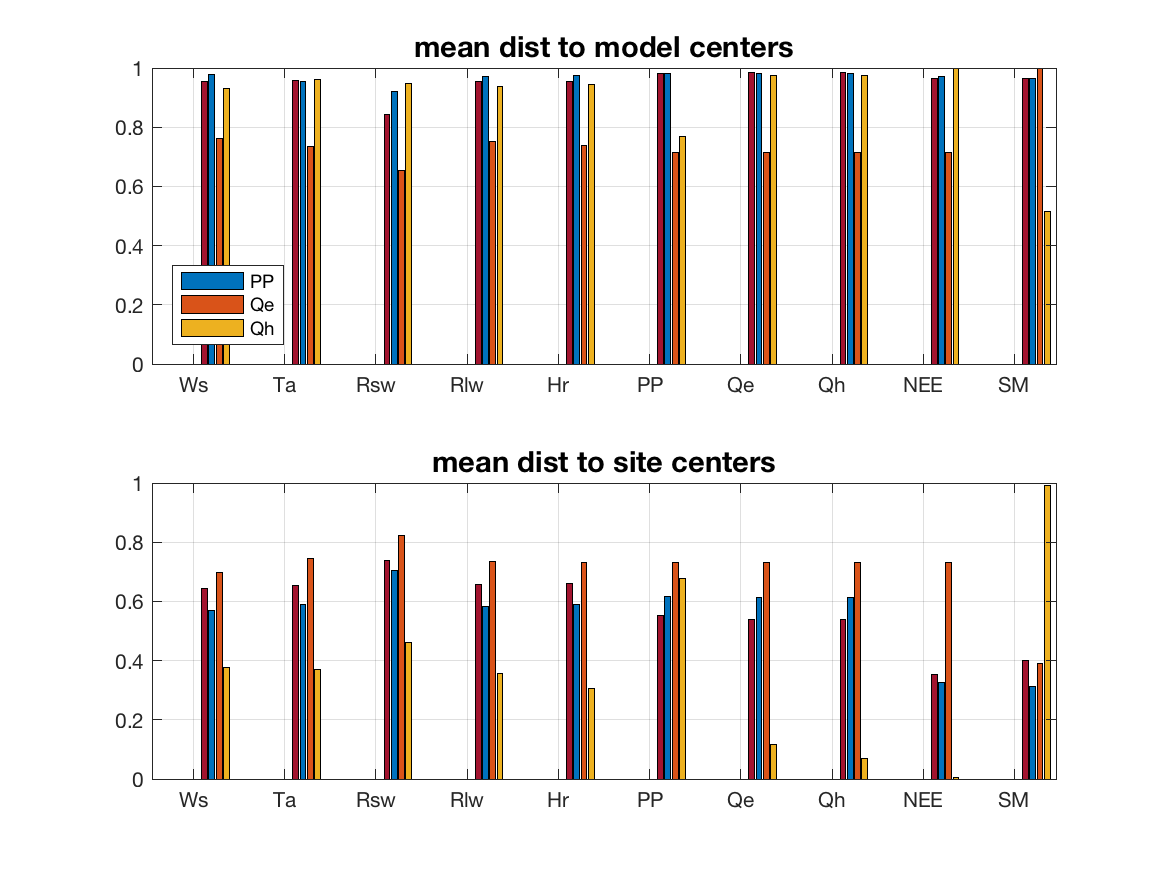 mean dist to model centers
1
0.8
0.6
0.4
0.2
0
PP
Qe
Qh
Ws Ta Rsw Rlw Hr PP Qe Qh NEE SM
mean dist to site centers
1
0.8
0.6
0.4
0.2
0
Ws Ta Rsw Rlw Hr PP Qe Qh NEE SM